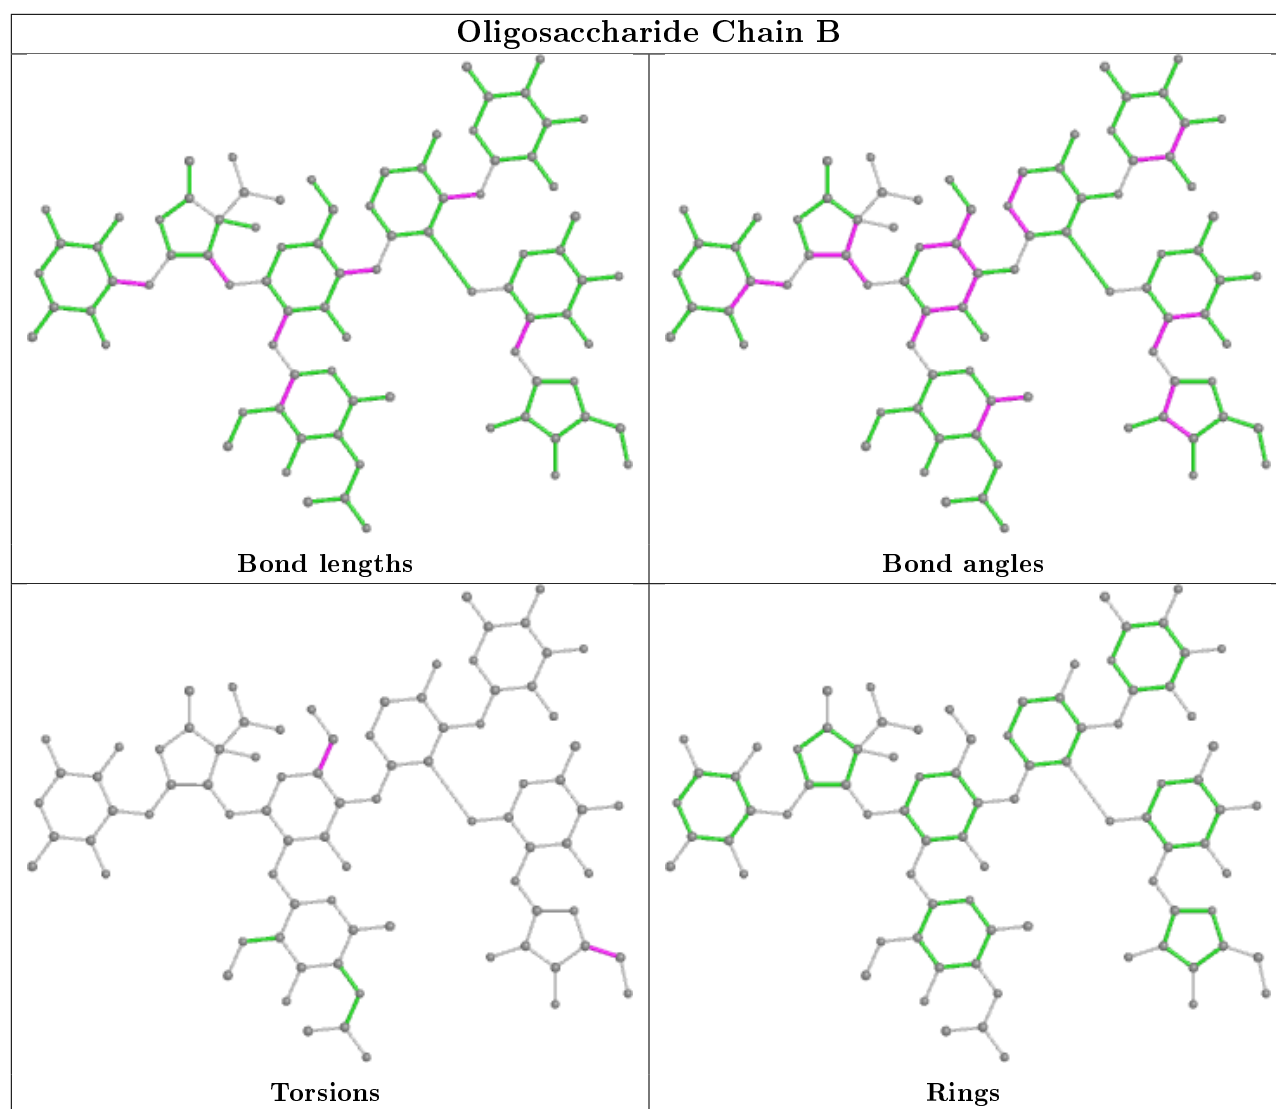 Oligosaccharide Chain B
Bond lengths
Bond angles
Torsions
Rings